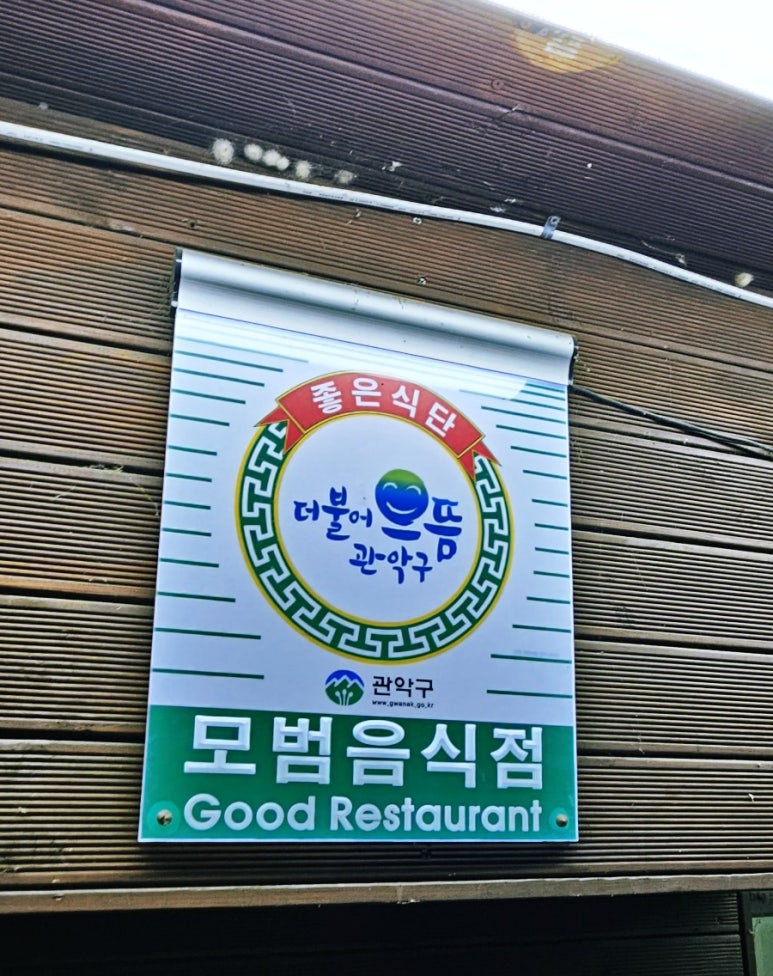 좋은식단
더불어 으뜸
관악구
관악구
www.gwanak.go.kr
모범음식점
Good Restaurant